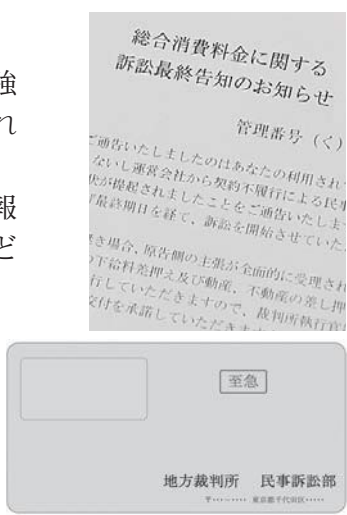 強
れ
報
ど
総合消費料金に関する
訴訟最終告知のお知らせ
管理番号（く）
ご通告いたしましたのはあなたの利用され
ないし運営会社から契約不履行による民事
状が提起されましたことをご通告いたしま
最終期日を経て、訴訟を開始させていた
場合、原告側の主張が全面的に受理され
下給料差押え及び動産、不動産の差し押
行していただきますので、裁判所執行官
交付を承諾していただきま
至急
地方裁判所　民事訴訟部
〒……… 東京都千代田区……